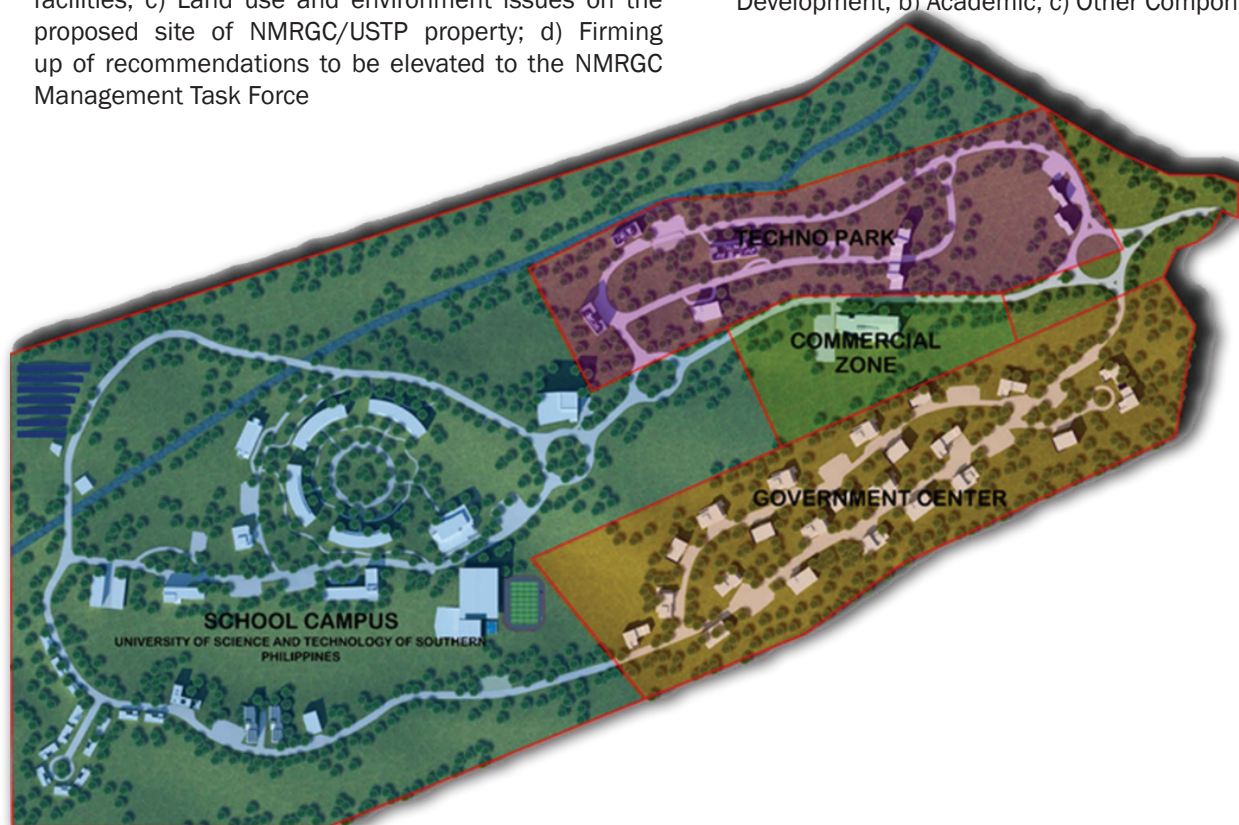 facilities; c) Land use and environment issues on the
proposed site of NMRGC/USTP property; d) Firming
up of recommendations to be elevated to the NMRGC
Management Task Force
Development; b) Academic; c) Other Compon
TECHNO PARK
COMMERCIAL
ZONE
GOVERNMENT CENTER
SCHOOL CAMPUS
UNIVERSITY OF SCIENCE AND TECHNOLOGY OF SOUTHERN
PHILIPPINES